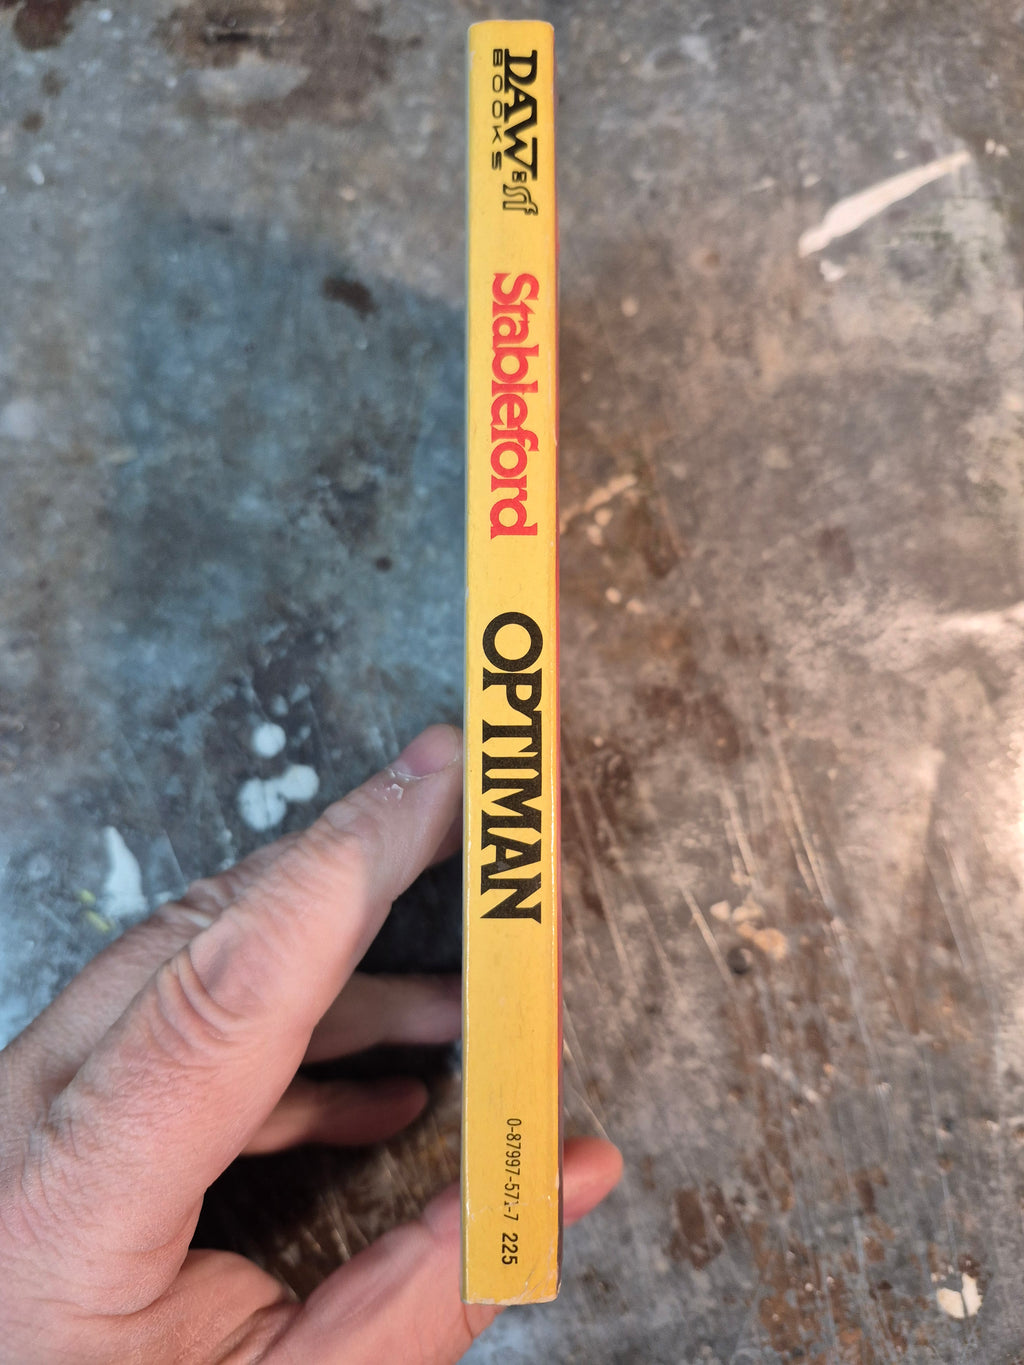 DAW sf
BOOKS
Stableford
OPTIMAN
0-87997-571-7 225